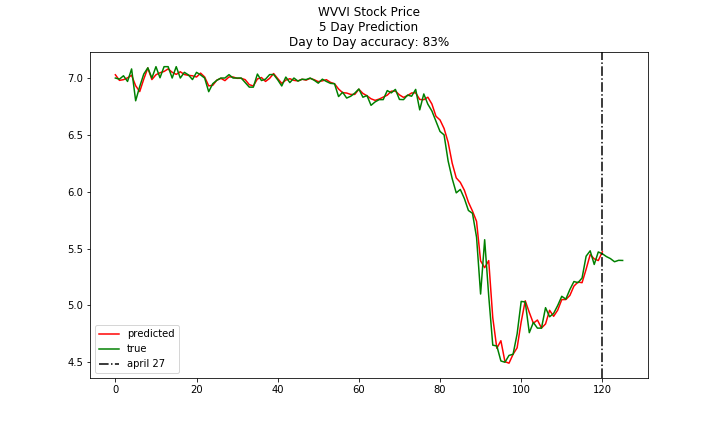 WVVI Stock Price
5 Day Prediction
Day to Day accuracy: 83%
7.0
6.5
6.0
5.5
5.0
4.5
predicted
true
april 27
0 20 40 60 80 100 120